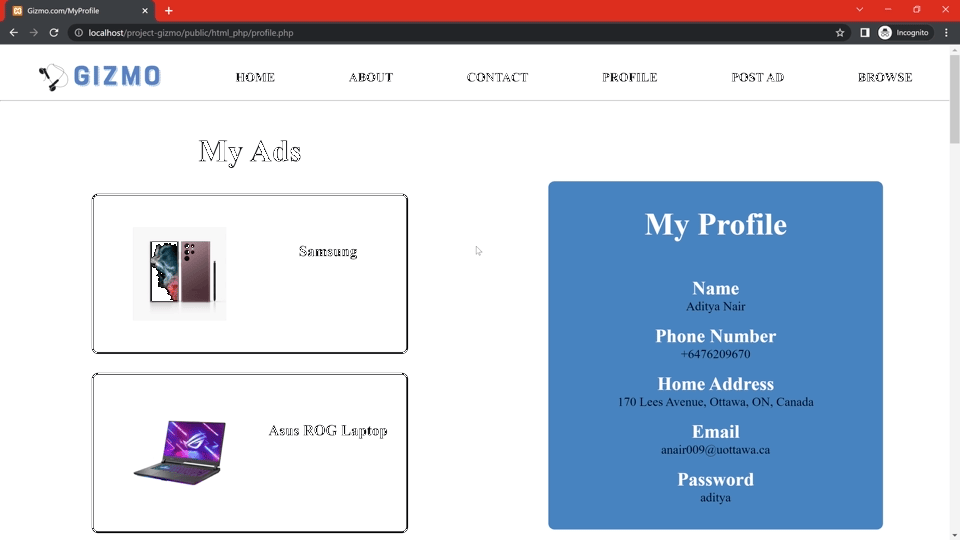 Gizmo.com/MyProfile
localhost/project-gizmo/public/html_php/profile.php
Incognito
GIZMO
HOME
ABOUT
CONTACT
PROFILE
POST AD
BROWSE
My Ads
Samsung
Asus ROG Laptop
My Profile
Name
Aditya Nair
Phone Number
+6476209670
Home Address
170 Lees Avenue, Ottawa, ON, Canada
Email
anair009@uottawa.ca
Password
aditya